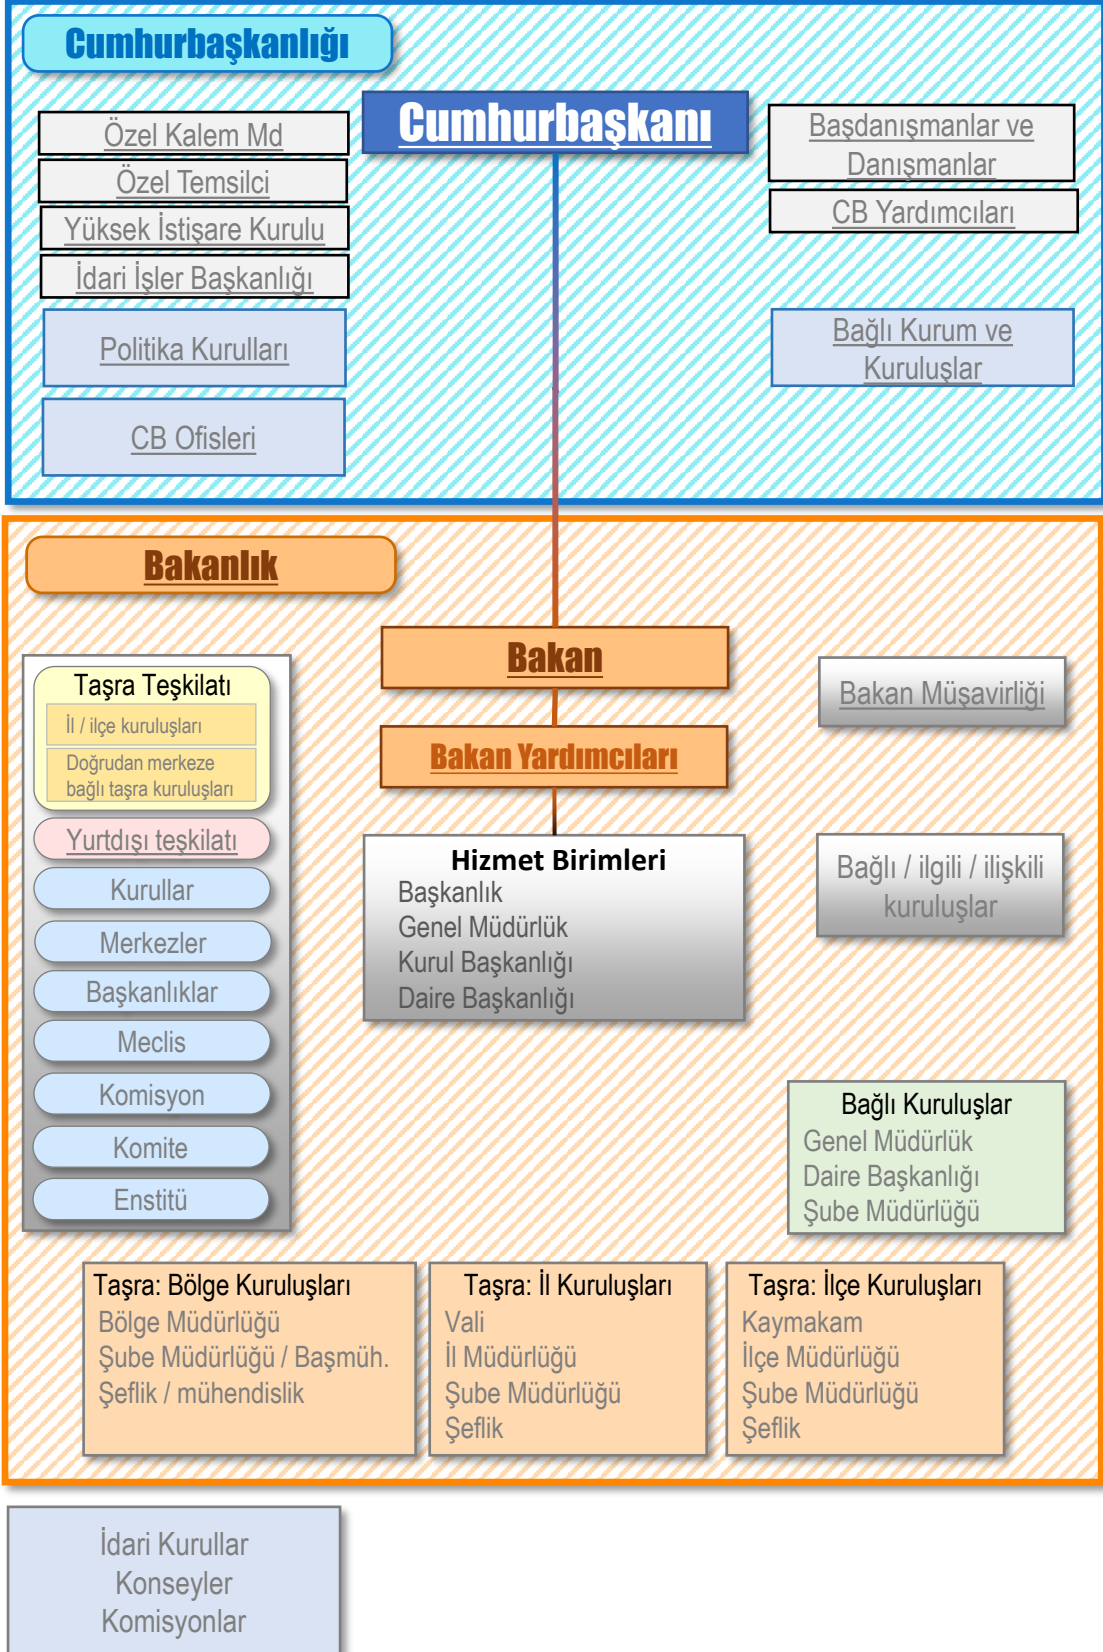 Cumhurbaşkanlığı
Cumhurbaşkanı
Özel Kalem Md
Özel Temsilci
Yüksek İstişare Kurulu
İdari İşler Başkanlığı
Politika Kurulları
CB Ofisleri
Başdanışmanlar ve
Danışmanlar
CB Yardımcıları
Bağlı Kurum ve
Kuruluşlar
Bakanlık
Bakan
Bakan Yardımcıları
Taşra Teşkilatı
İl / ilçe kuruluşları
Doğrudan merkeze
bağlı taşra kuruluşları
Yurtdışı teşkilatı
Kurullar
Merkezler
Başkanlıklar
Meclis
Komisyon
Komite
Enstitü
Hizmet Birimleri
Başkanlık
Genel Müdürlük
Kurul Başkanlığı
Daire Başkanlığı
Bakan Müşavirliği
Bağlı / ilgili / ilişkili
kuruluşlar
Bağlı Kuruluşlar
Genel Müdürlük
Daire Başkanlığı
Şube Müdürlüğü
Taşra: Bölge Kuruluşları
Bölge Müdürlüğü
Şube Müdürlüğü / Başmüh.
Şeflik / mühendislik
Taşra: İl Kuruluşları
Vali
İl Müdürlüğü
Şube Müdürlüğü
Şeflik
Taşra: İlçe Kuruluşları
Kaymakam
İlçe Müdürlüğü
Şube Müdürlüğü
Şeflik
İdari Kurullar
Konseyler
Komisyonlar